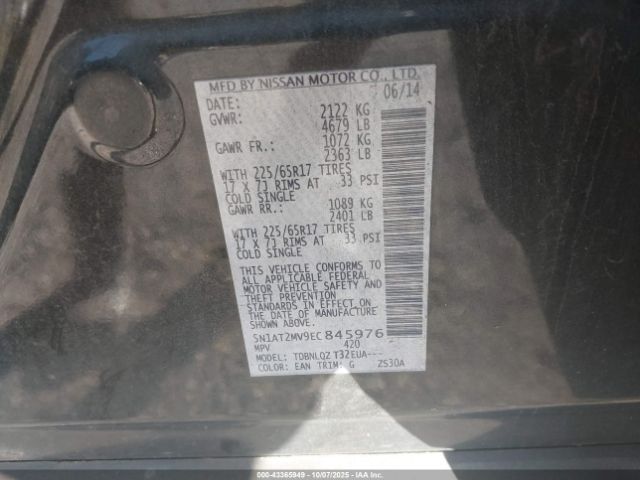 MFD BY NISSAN MOTOR CO., LTD.
DATE: 06/14
GVWR: 2122 KG
4679 LB
GAWR FR.: 1072 KG
2363 LB
WITH 225/65R17 TIRES
17 X 7J RIMS AT 33 PSI
COLD SINGLE
GAWR RR.: 1089 KG
2401 LB
WITH 225/65R17 TIRES
17 X 7J RIMS AT 33 PSI
COLD SINGLE
THIS VEHICLE CONFORMS TO
ALL APPLICABLE FEDERAL
MOTOR VEHICLE SAFETY AND
THEFT PREVENTION
STANDARDS IN EFFECT ON
THE DATE OF MANUFACTURE
SHOWN ABOVE.
5N1AT2MV9EC845976
MPV 420
MODEL: TDBNLQZ T32EUA---
COLOR: EAN TRIM: G ZS30A
000-43365949 | 10/07/2025 | IAAI.COM